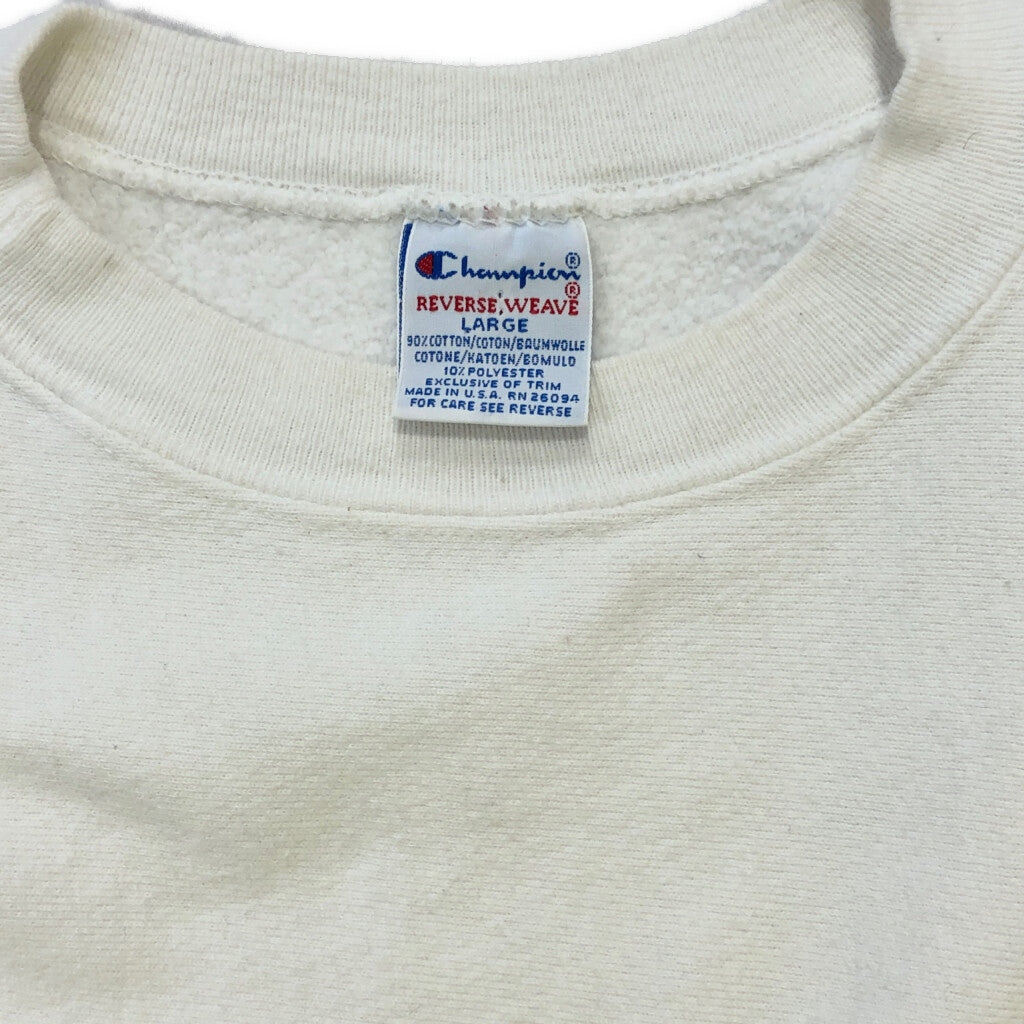 Champion®
REVERSE WEAVE®
LARGE
90% COTTON/COTON/BAUMWOLLE
COTONE/KATOEN/BOMULD
10% POLYESTER
EXCLUSIVE OF TRIM
MADE IN U.S.A. RN 26094
FOR CARE SEE REVERSE